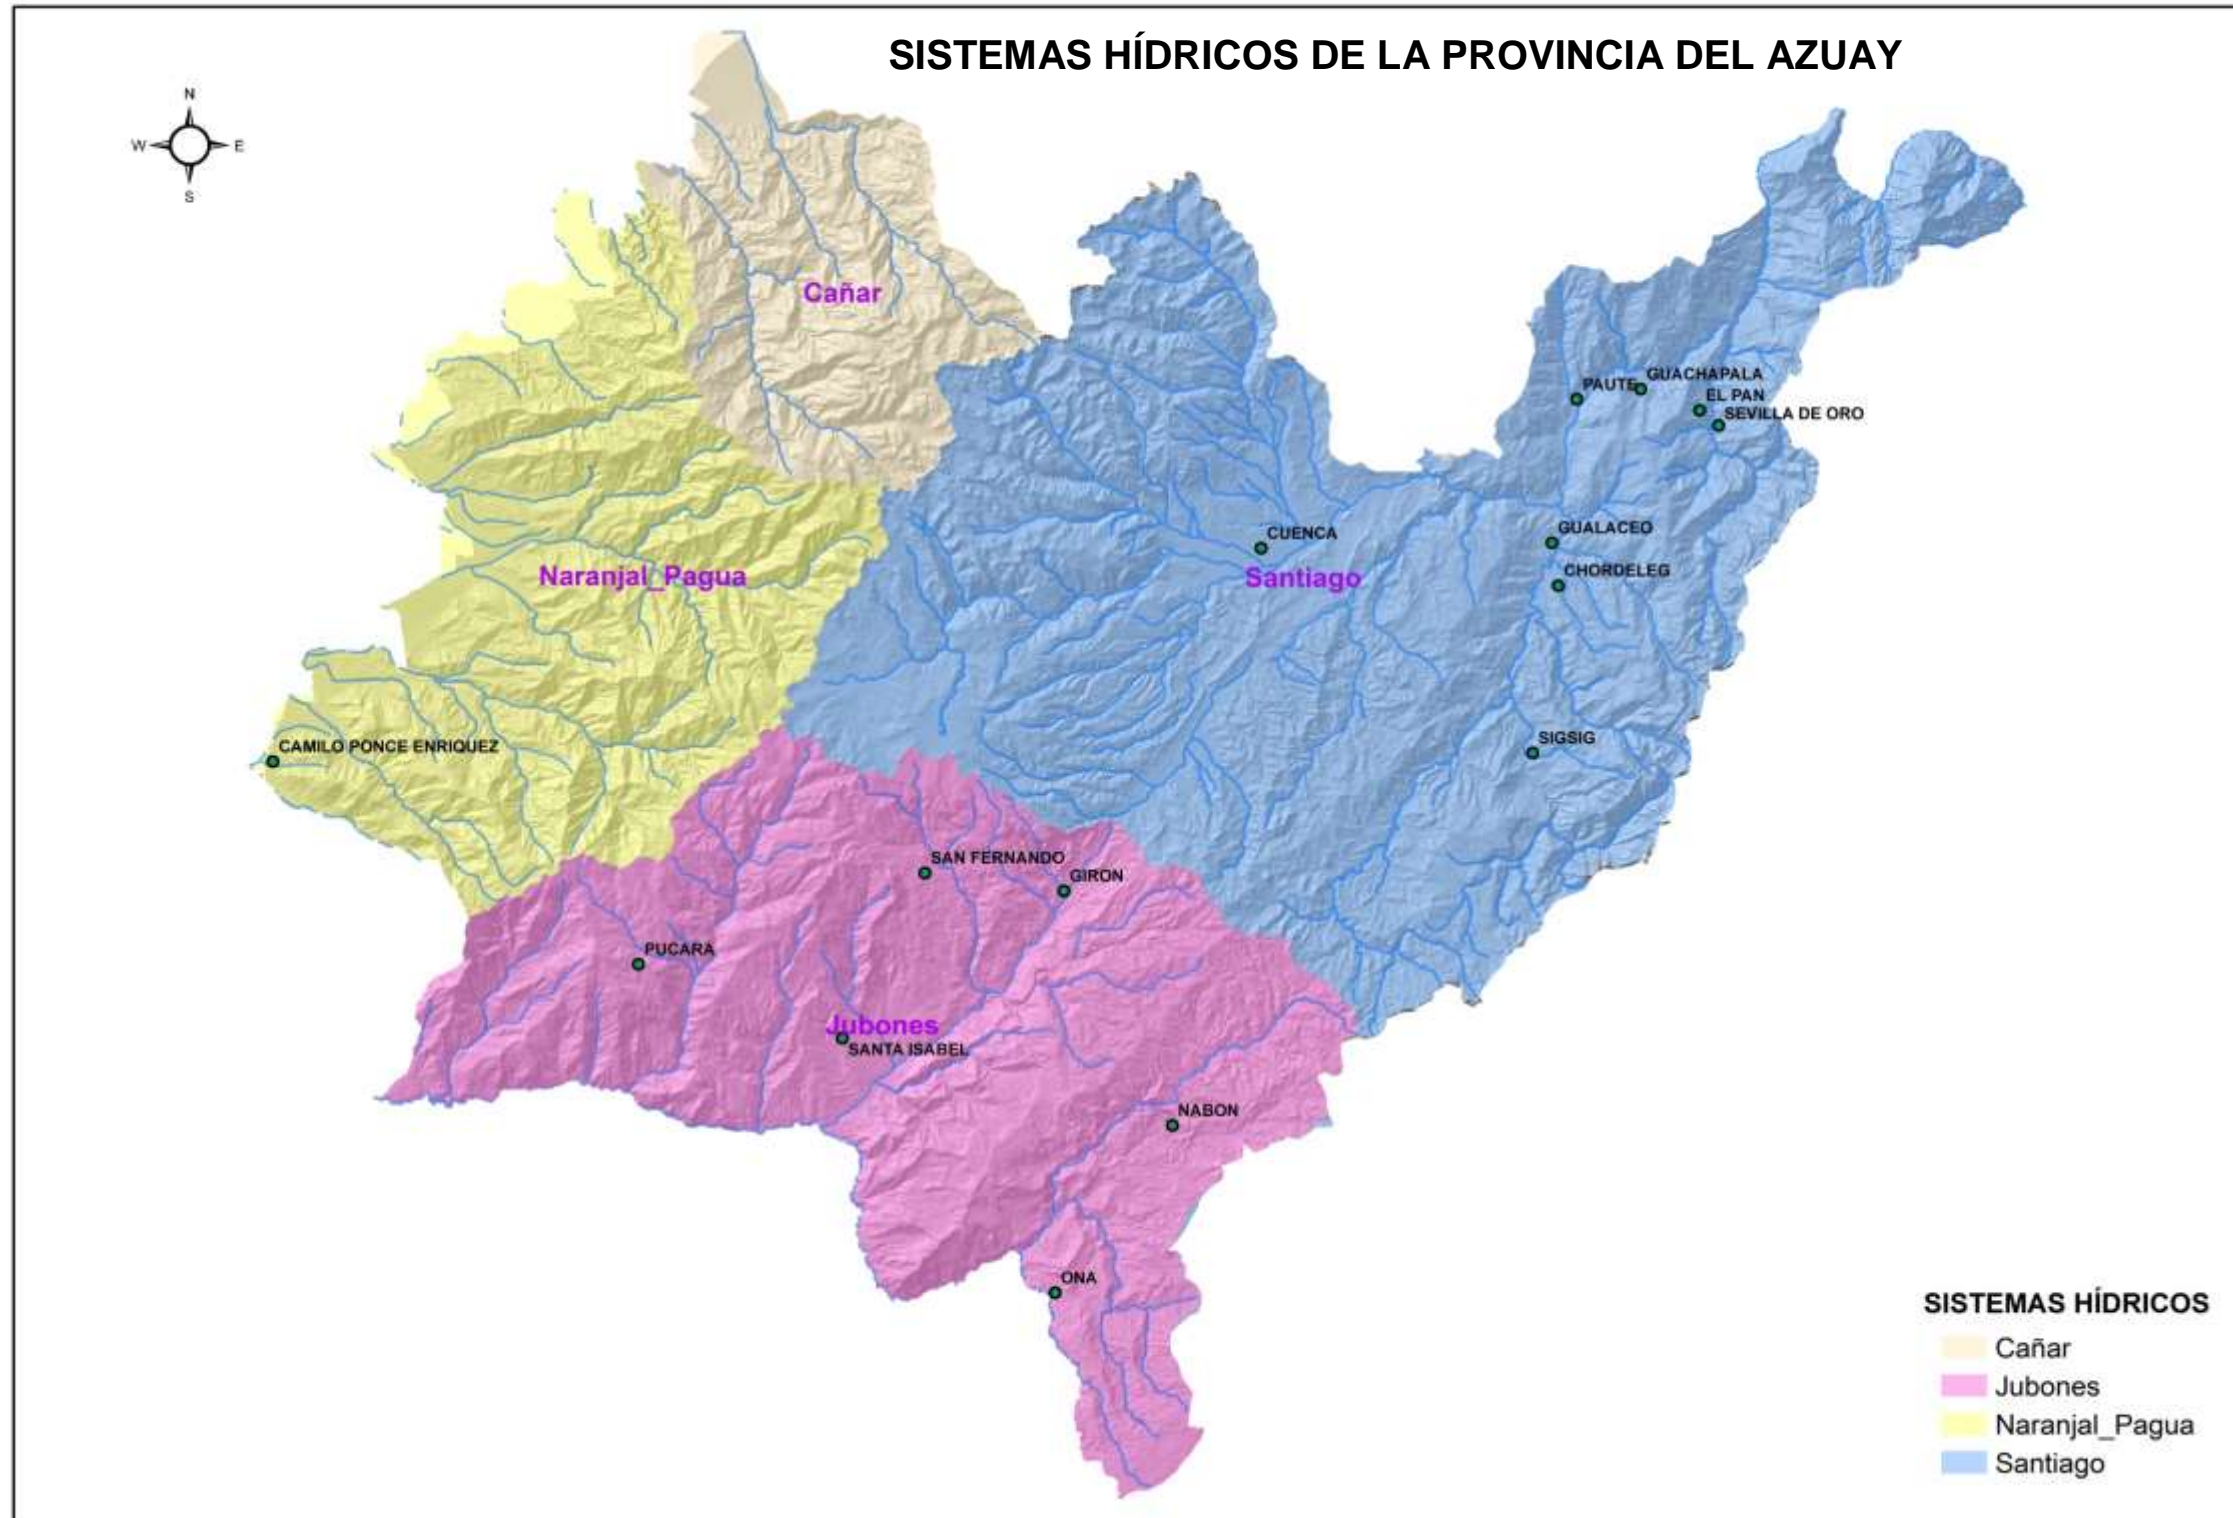 SISTEMAS HÍDRICOS DE LA PROVINCIA DEL AZUAY
N
W
E
S
Cañar
PAUTE
GUACHAPALA
EL PAN
SEVILLA DE ORO
CUENCA
GUALACEO
Naranjal_Pagua
Santiago
CHORDELEG
CAMILO PONCE ENRIQUEZ
SIGSIG
SAN FERNANDO
GIRON
PUCARA
Jubones
SANTA ISABEL
NABON
ONA
SISTEMAS HÍDRICOS
Cañar
Jubones
Naranjal_Pagua
Santiago